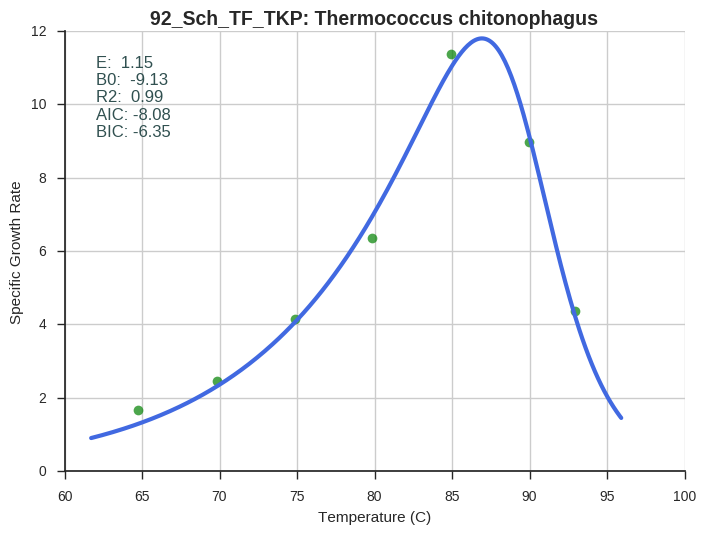 92_Sch_TF_TKP: Thermococcus chitonophagus
E:  1.15
B0:  -9.13
R2:  0.99
AIC: -8.08
BIC: -6.35
Specific Growth Rate
12
10
8
6
4
2
0
60 65 70 75 80 85 90 95 100
Temperature (C)